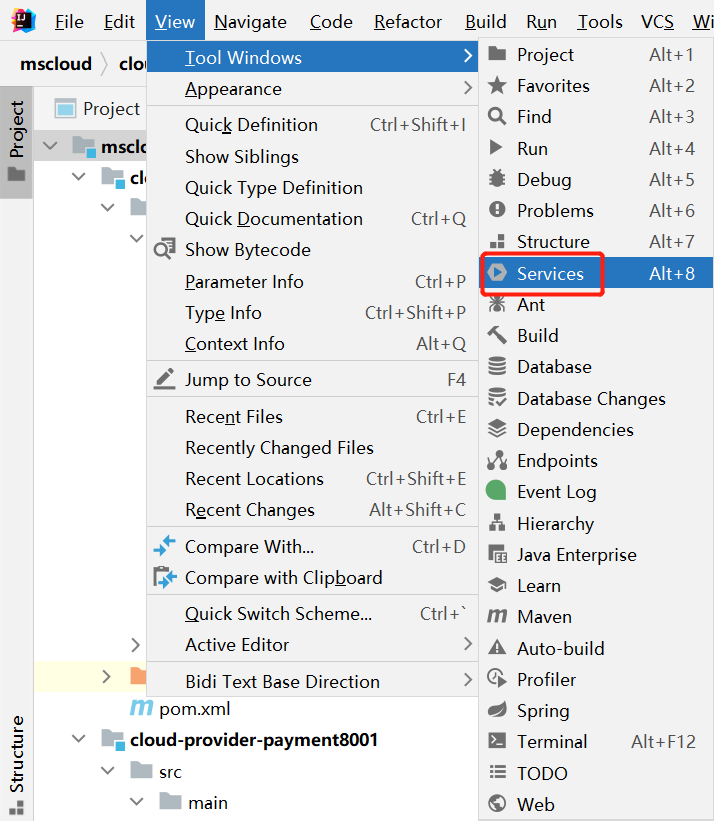 File Edit View Navigate Code Refactor Build Run Tools VCS Wi
mscloud clo
Project
Project
msclo
cl
Tool Windows
Appearance
Quick Definition Ctrl+Shift+I
Show Siblings
Quick Type Definition
Quick Documentation Ctrl+Q
Show Bytecode
Parameter Info Ctrl+P
Type Info Ctrl+Shift+P
Context Info Alt+Q
Jump to Source F4
Recent Files Ctrl+E
Recently Changed Files
Recent Locations Ctrl+Shift+E
Recent Changes Alt+Shift+C
Compare With... Ctrl+D
Compare with Clipboard
Quick Switch Scheme... Ctrl+`
Active Editor
Bidi Text Base Direction
Project Alt+1
Favorites Alt+2
Find Alt+3
Run Alt+4
Debug Alt+5
Problems Alt+6
Structure Alt+7
Services Alt+8
Ant
Build
Database
Database Changes
Dependencies
Endpoints
Event Log
Hierarchy
Java Enterprise
Learn
Maven
Auto-build
Profiler
Spring
Terminal Alt+F12
TODO
Web
pom.xml
cloud-provider-payment8001
src
main
Structure